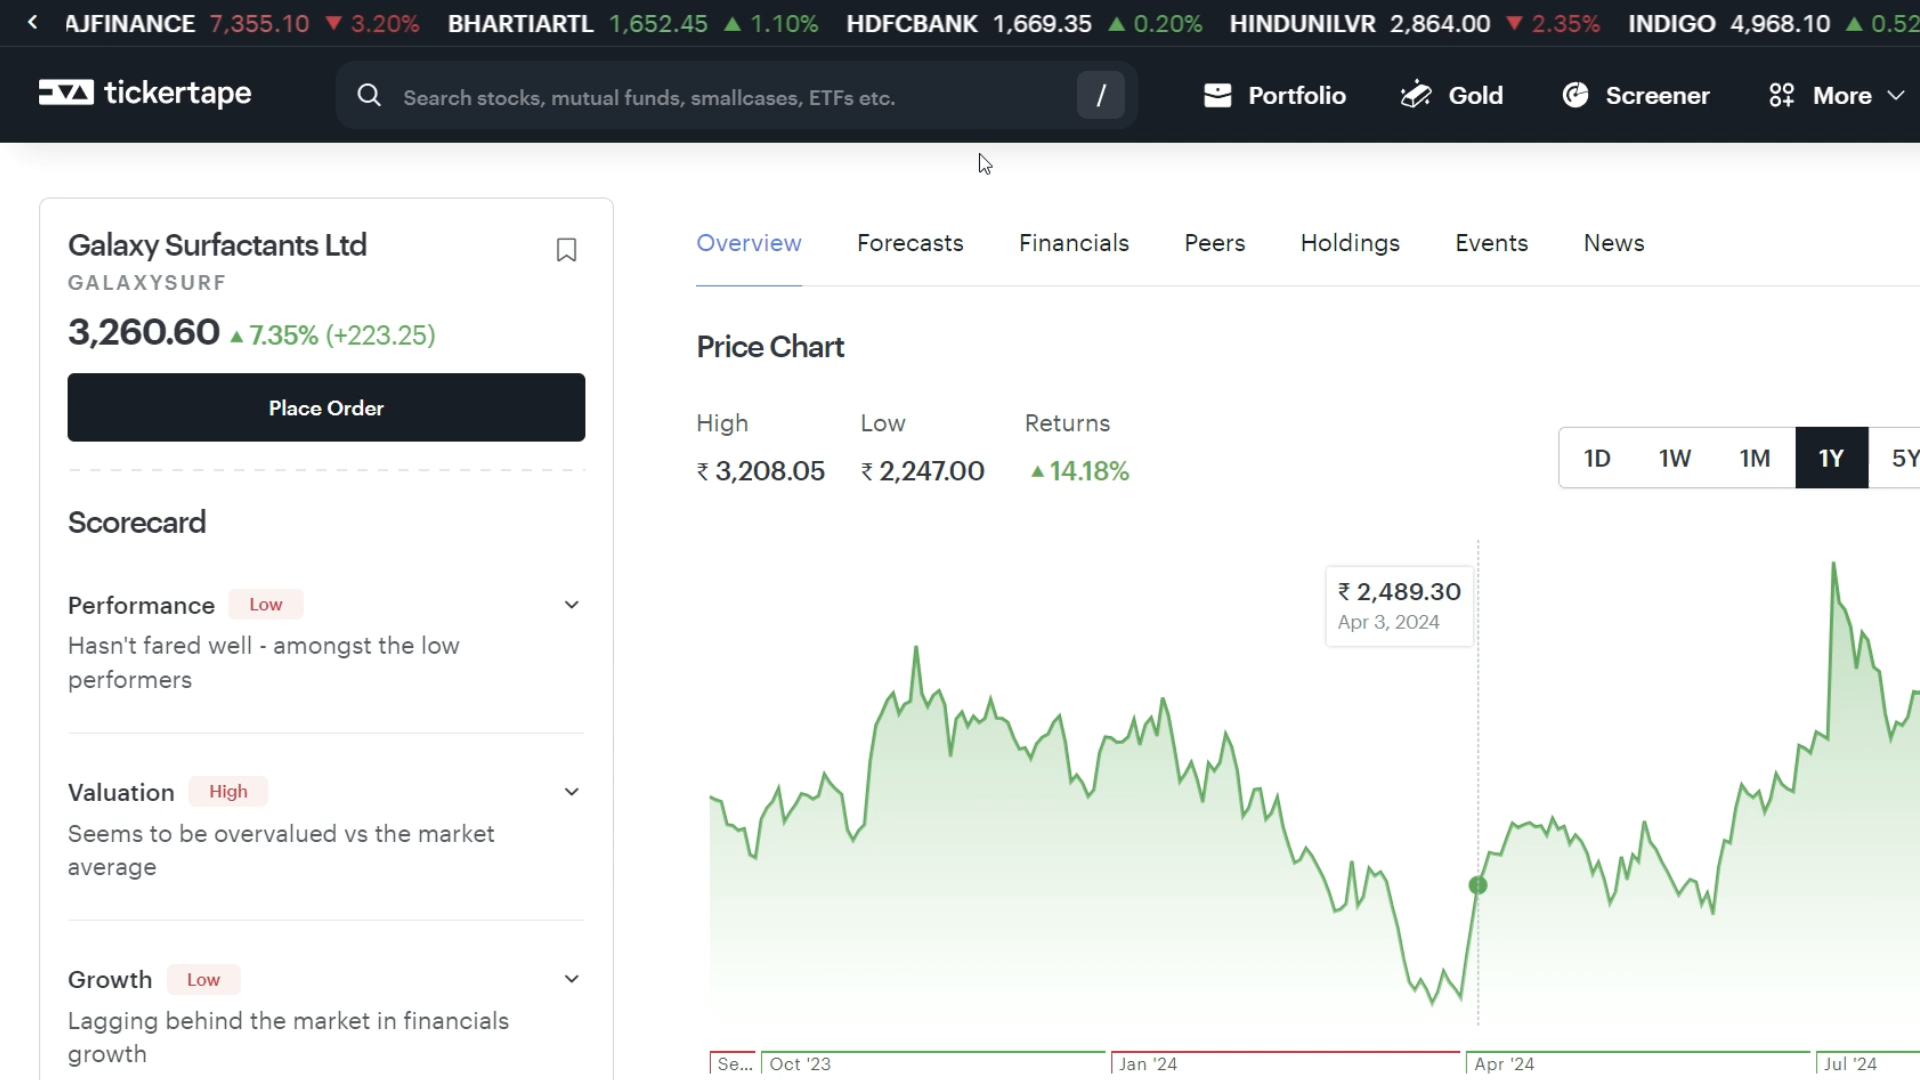 AJFINANCE 7,355.10 ▼ 3.20% BHARTIARTL 1,652.45 ▲ 1.10% HDFCBANK 1,669.35 ▲ 0.20% HINDUNILVR 2,864.00 ▼ 2.35% INDIGO 4,968.10 ▲ 0.52
tickertape
Search stocks, mutual funds, smallcases, ETFs etc.
/
Portfolio
Gold
Screener
More
Galaxy Surfactants Ltd
GALAXYSURF
3,260.60 ▲ 7.35% (+223.25)
Place Order
Scorecard
Performance Low
Hasn't fared well - amongst the low
performers
Valuation High
Seems to be overvalued vs the market
average
Growth Low
Lagging behind the market in financials
growth
Overview Forecasts Financials Peers Holdings Events News
Price Chart
High Low Returns
₹ 3,208.05 ₹ 2,247.00 ▲ 14.18%
1D 1W 1M 1Y 5Y
₹ 2,489.30
Apr 3, 2024
Se... Oct '23 Jan '24 Apr '24 Jul '24